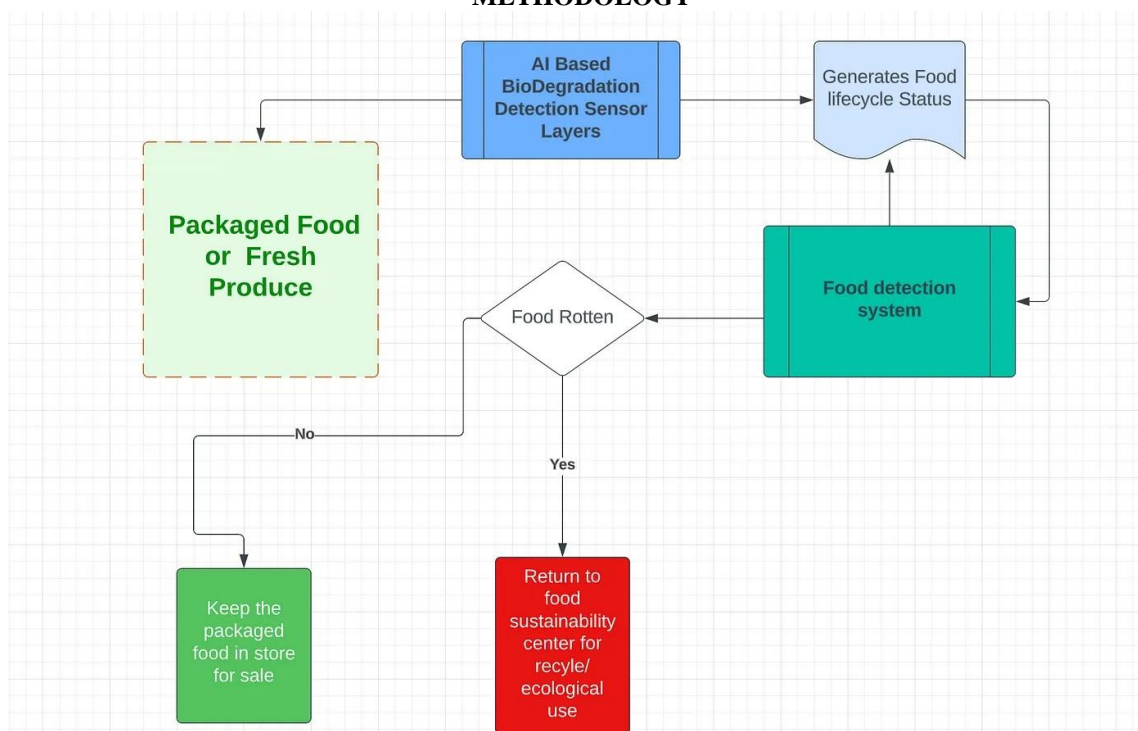 METHODOLOGY
AI Based
BioDegradation
Detection Sensor
Layers
Generates Food
lifecycle Status
Packaged Food
or Fresh
Produce
Food detection
system
Food Rotten
No
Yes
Keep the
packaged
food in store
for sale
Return to
food
sustainability
center for
recyle/
ecological
use